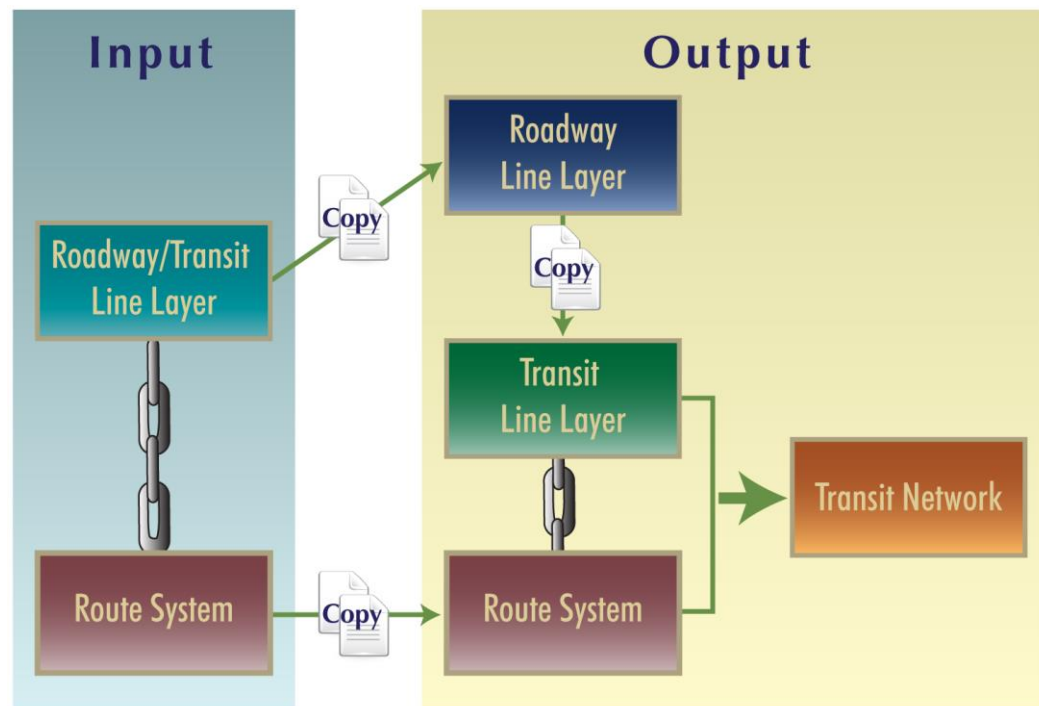 Input
Output
Roadway
Line Layer
Copy
Roadway/Transit
Line Layer
Copy
Transit
Line Layer
Transit Network
Route System
Copy
Route System